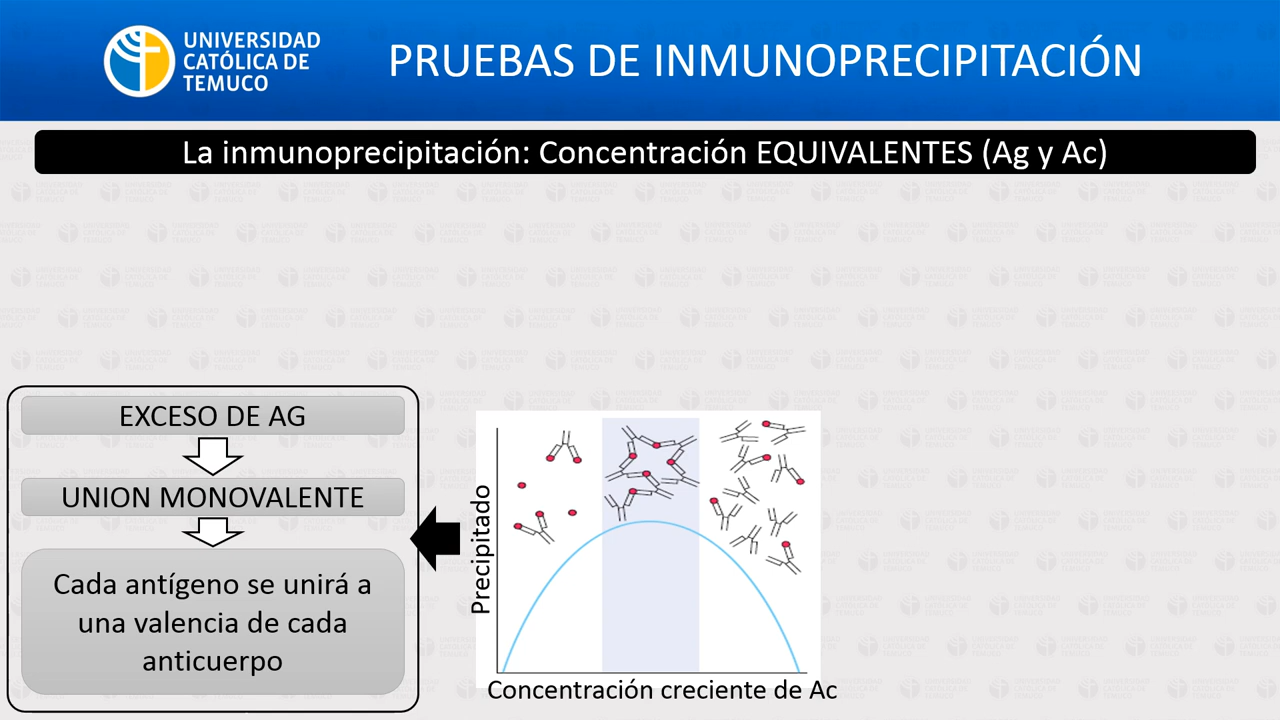 UNIVERSIDAD
CATÓLICA DE
TEMUCO
PRUEBAS DE INMUNOPRECIPITACIÓN
La inmunoprecipitación: Concentración EQUIVALENTES (Ag y Ac)
EXCESO DE AG
UNION MONOVALENTE
Cada antígeno se unirá a
una valencia de cada
anticuerpo
Precipitado
Concentración creciente de Ac